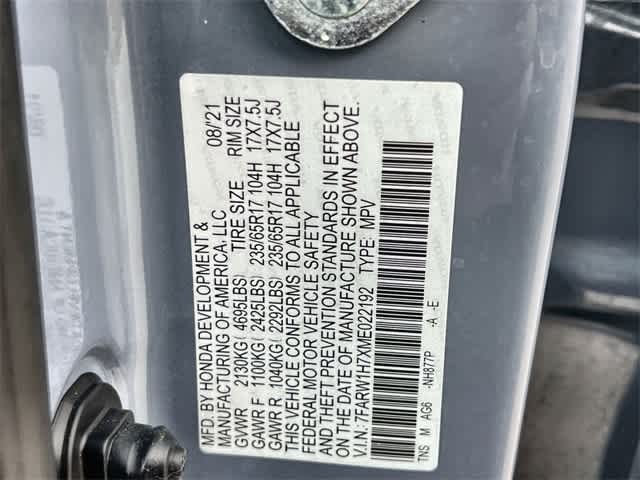 MFD. BY HONDA DEVELOPMENT &
MANUFACTURING OF AMERICA, LLC 08/21
GVWR 2130KG( 4695LBS) TIRE SIZE RIM SIZE
GAWR F 1100KG( 2425LBS) 235/65R17 104H 17X7.5J
GAWR R 1040KG( 2292LBS) 235/65R17 104H 17X7.5J
THIS VEHICLE CONFORMS TO ALL APPLICABLE
FEDERAL MOTOR VEHICLE SAFETY
AND THEFT PREVENTION STANDARDS IN EFFECT
ON THE DATE OF MANUFACTURE SHOWN ABOVE.
V.I.N.: 7FARW1H7XME022192 TYPE: MPV
TNS M AG6 -NH877P -A -E